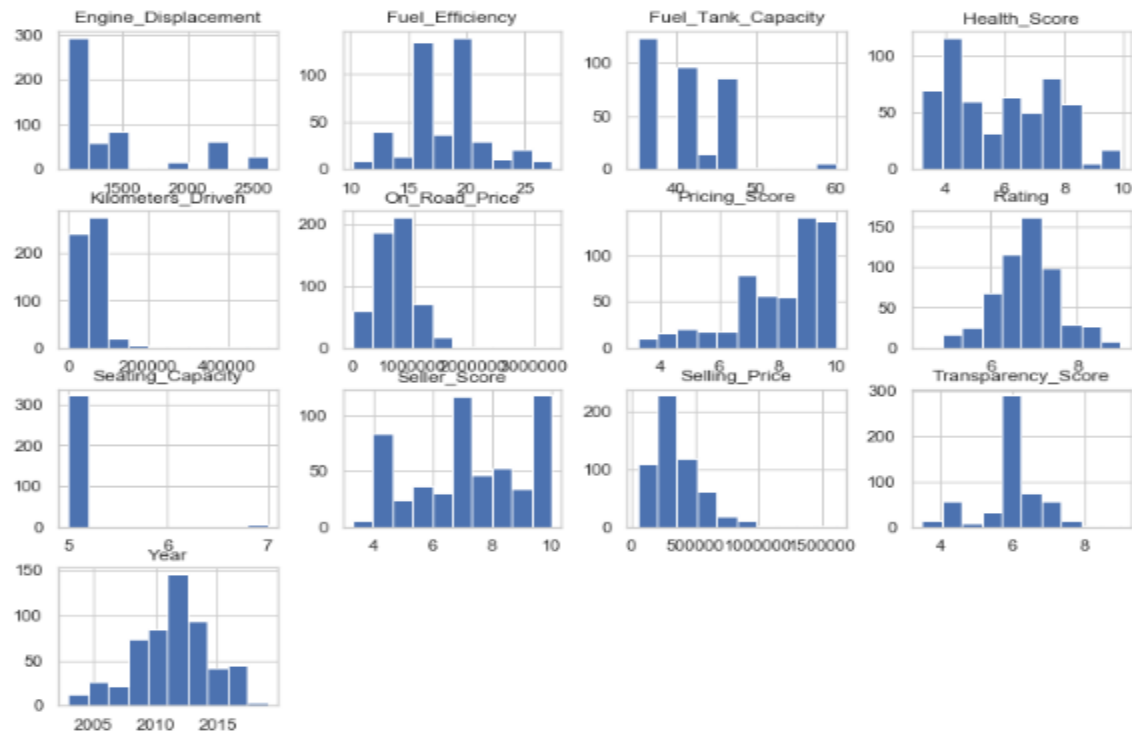 Engine_Displacement Fuel_Efficiency Fuel_Tank_Capacity Health_Score
300
200
100
0
1500 2000 2500
100
50
0
10 15 20 25
100
50
0
40 50 60
100
50
0
4 6 8 10
Kilometers_Driven On_Road_Price Pricing_Score Rating
200
100
0
0 200000 400000
200
100
0
0 1000000 2000000 3000000
100
50
0
4 6 8 10
150
100
50
0
6 8
Seating_Capacity Seller_Score Selling_Price Transparency_Score
300
200
100
0
5 6 7
100
50
0
4 6 8 10
200
100
0
0 500000 1000000 1500000
300
200
100
0
4 6 8
Year
150
100
50
0
2005 2010 2015